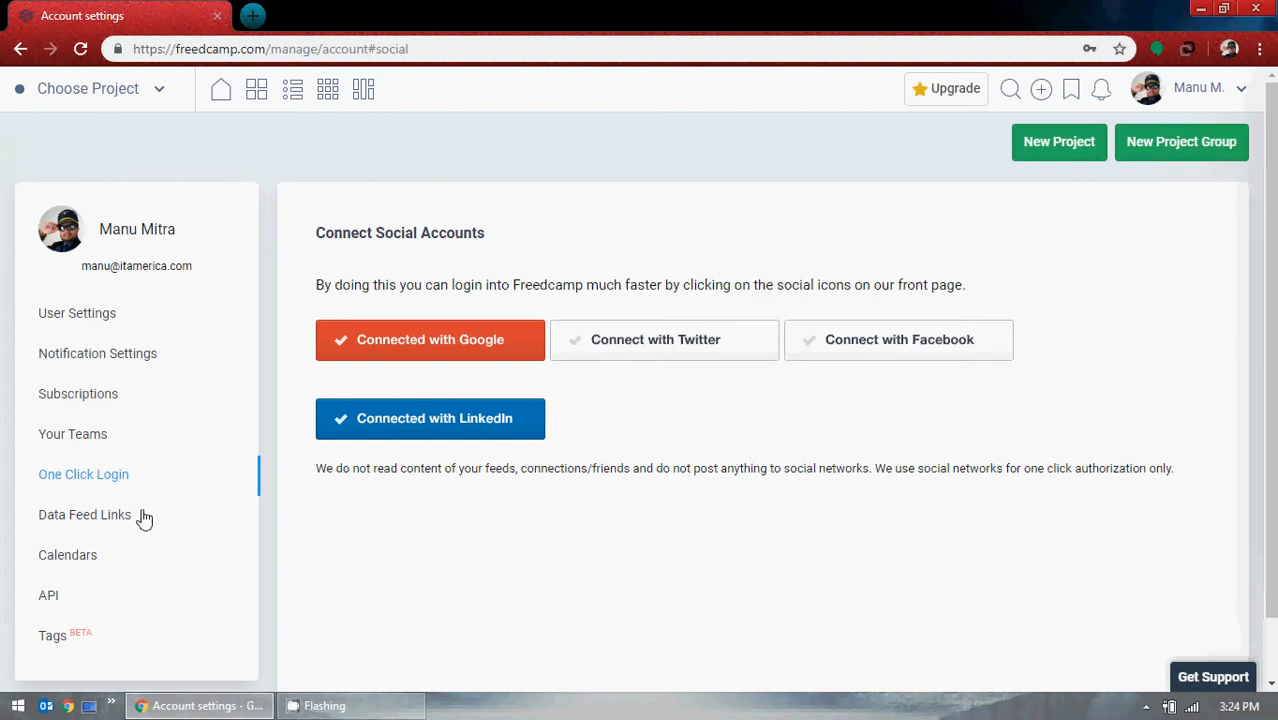 Account settings
https://freedcamp.com/manage/account#social
Choose Project
Upgrade
Manu M.
New Project
New Project Group
Manu Mitra
manu@itamerica.com
User Settings
Notification Settings
Subscriptions
Your Teams
One Click Login
Data Feed Links
Calendars
API
Tags BETA
Connect Social Accounts
By doing this you can login into Freedcamp much faster by clicking on the social icons on our front page.
Connected with Google
Connect with Twitter
Connect with Facebook
Connected with LinkedIn
We do not read content of your feeds, connections/friends and do not post anything to social networks. We use social networks for one click authorization only.
Get Support
Account settings - G...
Flashing
3:24 PM